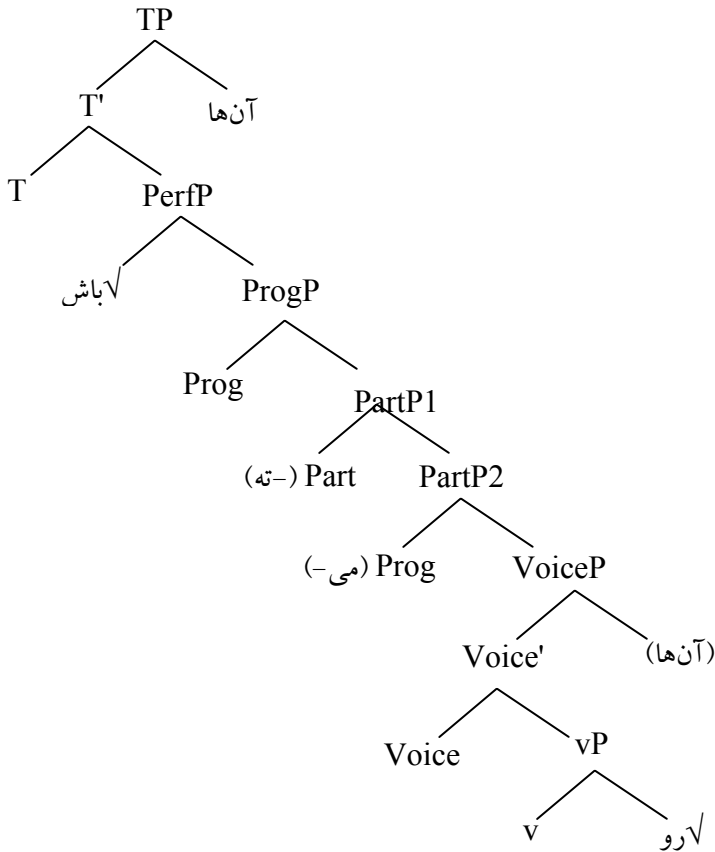 TP
T' آن‌ها
T PerfP
√باش ProgP
Prog PartP1
Part (-ته) PartP2
Prog (می-) VoiceP
Voice' (آن‌ها)
Voice vP
v √رو